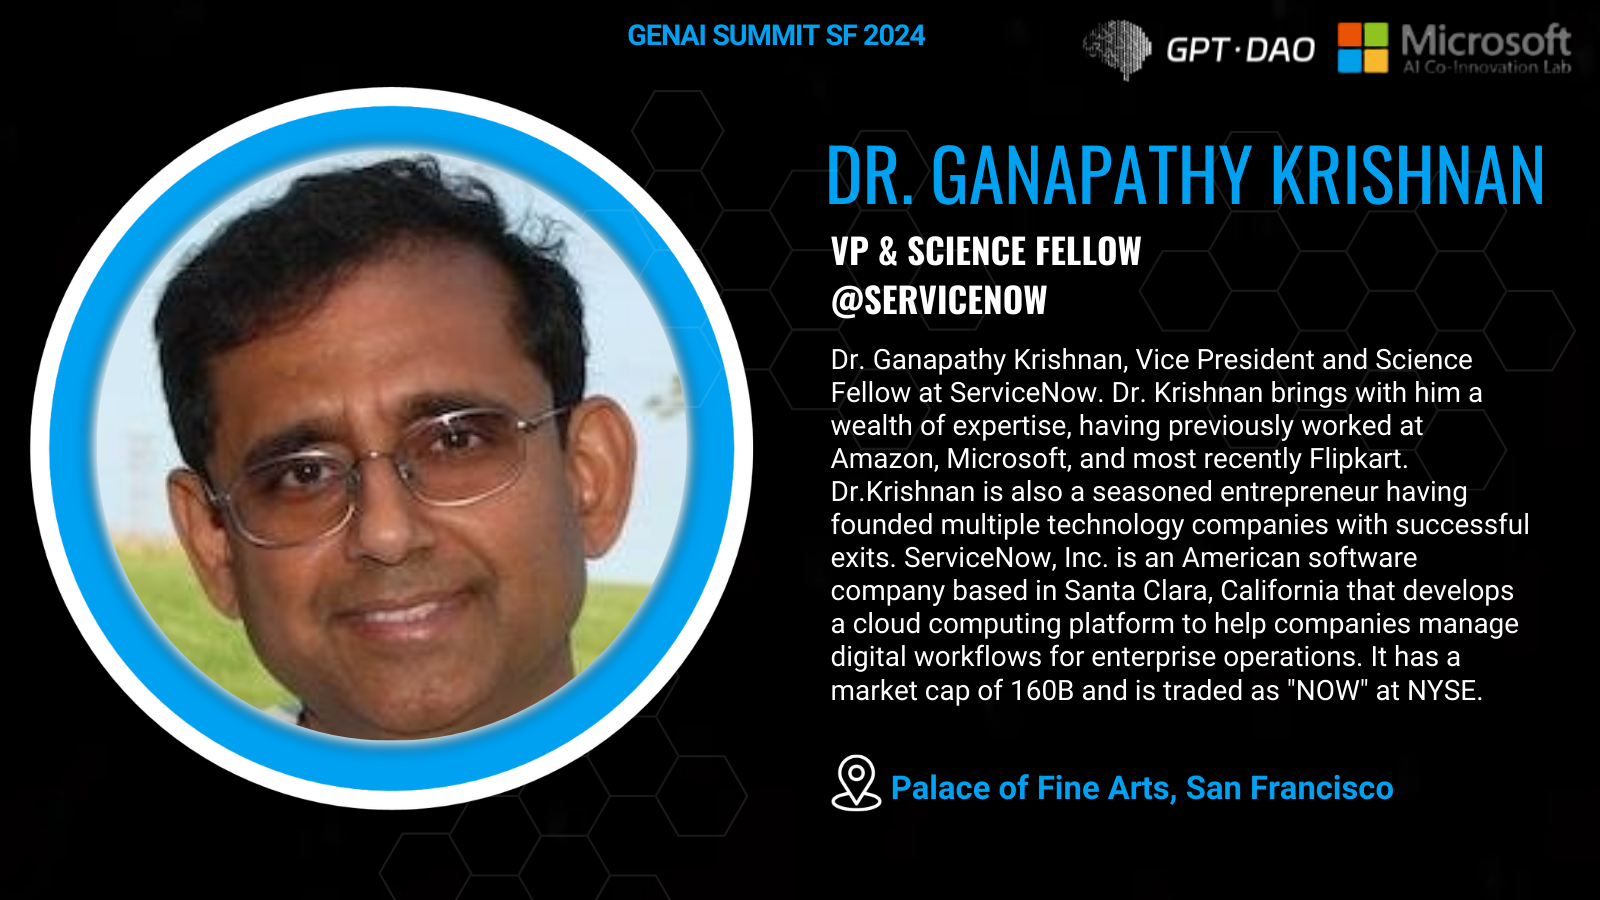 GENAI SUMMIT SF 2024
GPT·DAO
Microsoft
AI Co-Innovation Lab
DR. GANAPATHY KRISHNAN
VP & SCIENCE FELLOW
@SERVICENOW
Dr. Ganapathy Krishnan, Vice President and Science
Fellow at ServiceNow. Dr. Krishnan brings with him a
wealth of expertise, having previously worked at
Amazon, Microsoft, and most recently Flipkart.
Dr.Krishnan is also a seasoned entrepreneur having
founded multiple technology companies with successful
exits. ServiceNow, Inc. is an American software
company based in Santa Clara, California that develops
a cloud computing platform to help companies manage
digital workflows for enterprise operations. It has a
market cap of 160B and is traded as "NOW" at NYSE.
Palace of Fine Arts, San Francisco